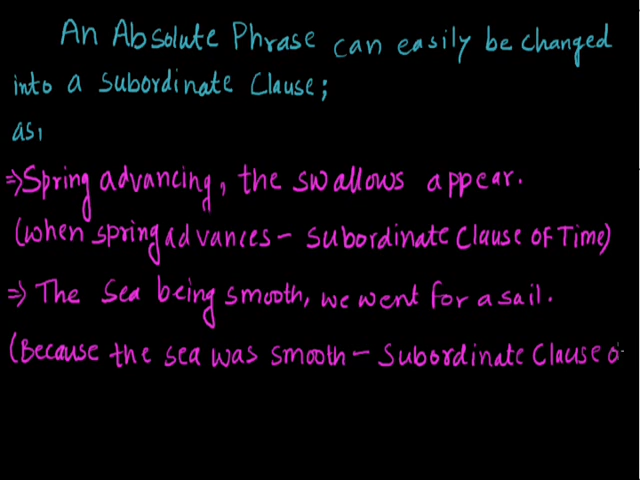 An Absolute Phrase can easily be changed
into a subordinate Clause;
as,
⇒ Spring advancing, the swallows appear.
(when spring advances - Subordinate Clause of Time)
⇒ The sea being smooth, we went for a sail.
(Because the sea was smooth - Subordinate Clause o